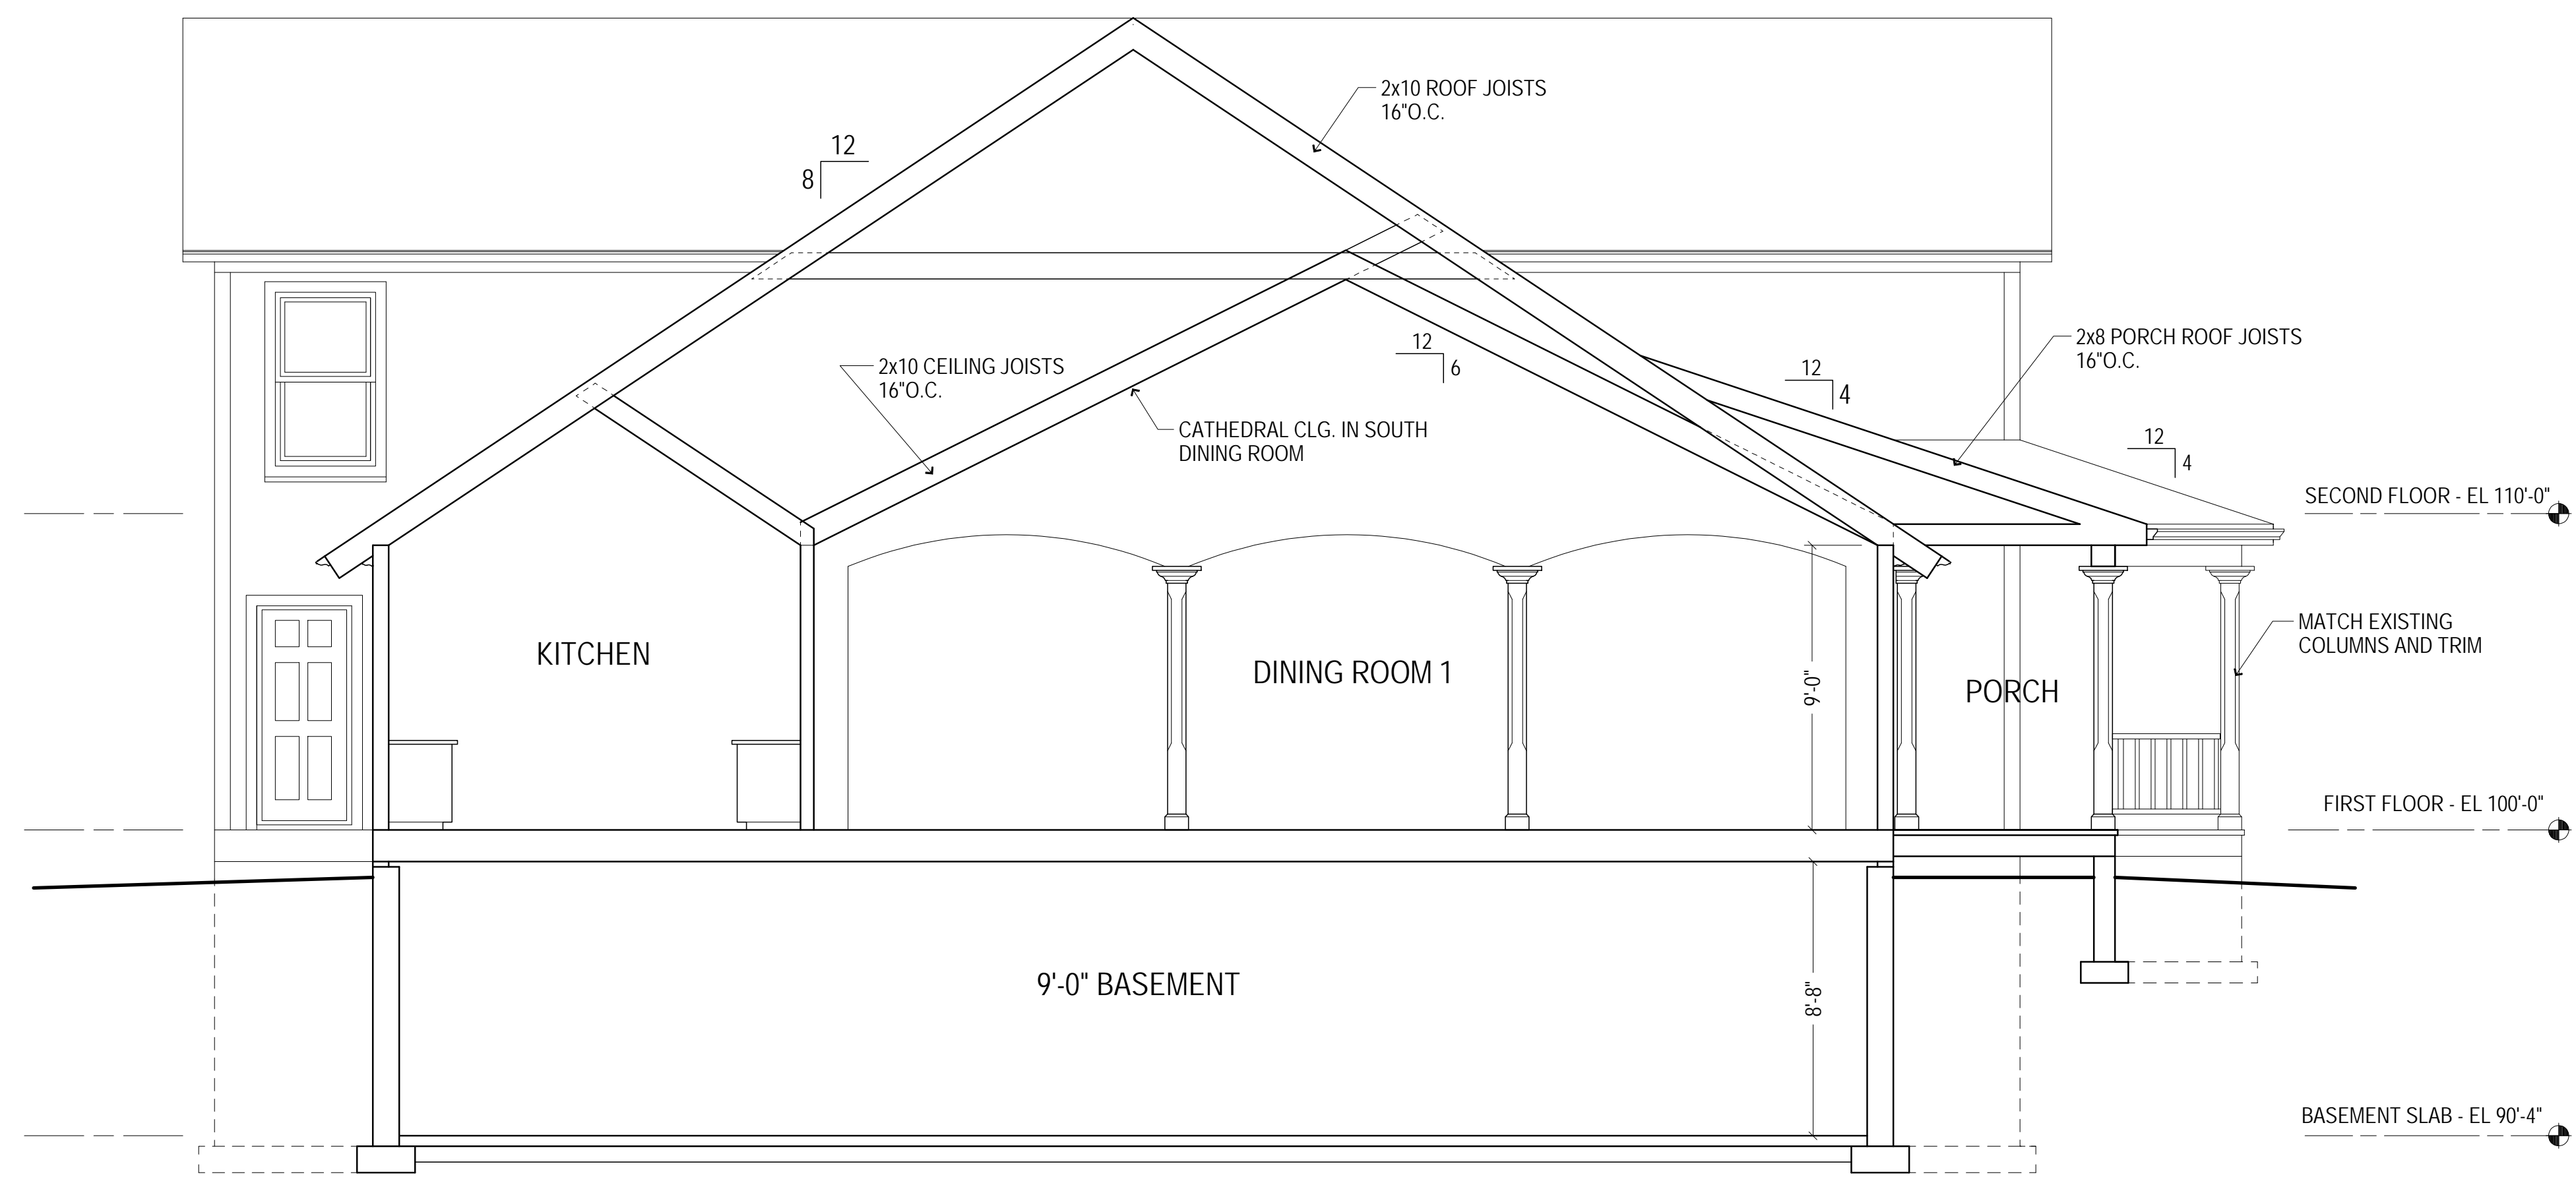 2x10 ROOF JOISTS
16"O.C.
12
8
2x10 CEILING JOISTS
16"O.C.
12
6
CATHEDRAL CLG. IN SOUTH
DINING ROOM
12
4
2x8 PORCH ROOF JOISTS
16"O.C.
12
4
SECOND FLOOR - EL 110'-0"
MATCH EXISTING
COLUMNS AND TRIM
KITCHEN
DINING ROOM 1
9'-0"
PORCH
FIRST FLOOR - EL 100'-0"
9'-0" BASEMENT
8'-8"
BASEMENT SLAB - EL 90'-4"